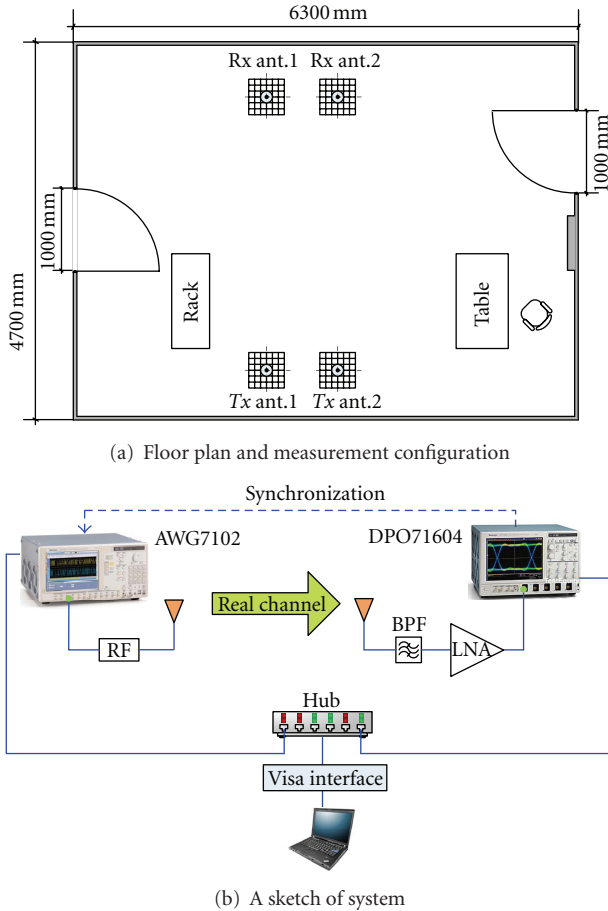 6300 mm
Rx ant.1 Rx ant.2
1000 mm
1000 mm
4700 mm
Rack
Table
Tx ant.1 Tx ant.2
(a) Floor plan and measurement configuration
Synchronization
AWG7102
DPO71604
Real channel
BPF
RF
LNA
Hub
Visa interface
(b) A sketch of system